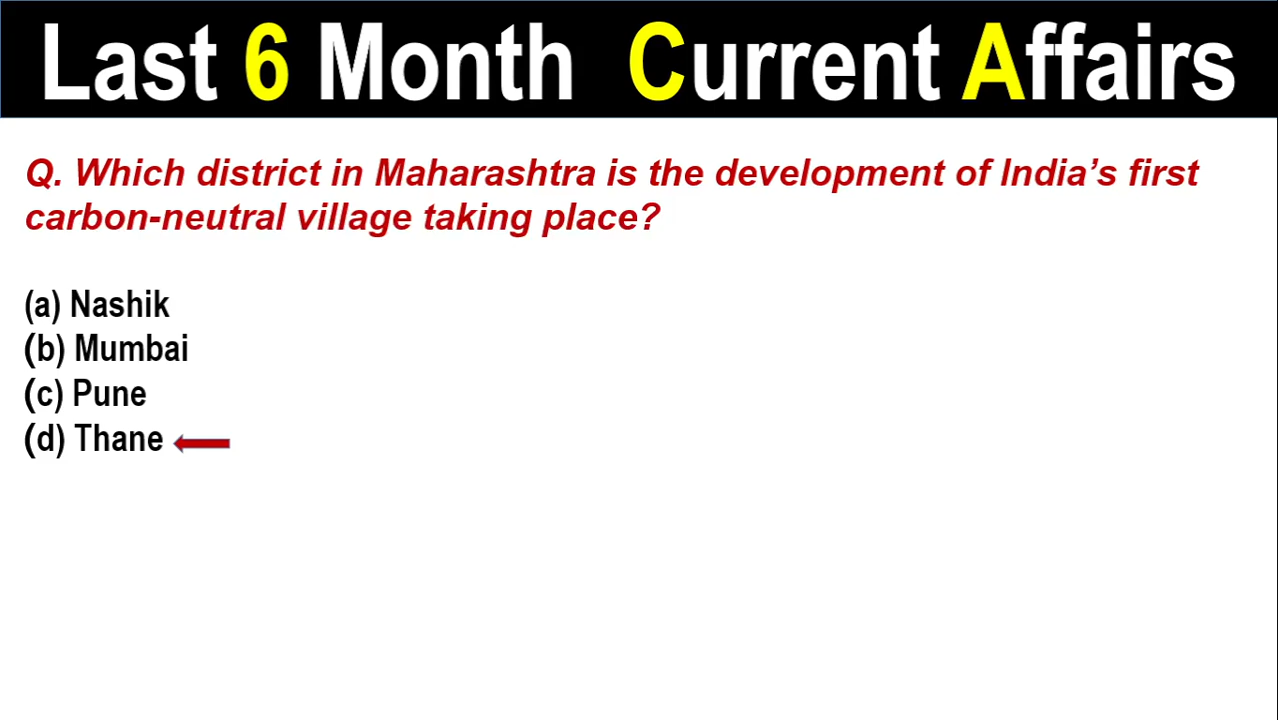 Last 6 Month Current Affairs
Q. Which district in Maharashtra is the development of India’s first
carbon-neutral village taking place?
(a) Nashik
(b) Mumbai
(c) Pune
(d) Thane